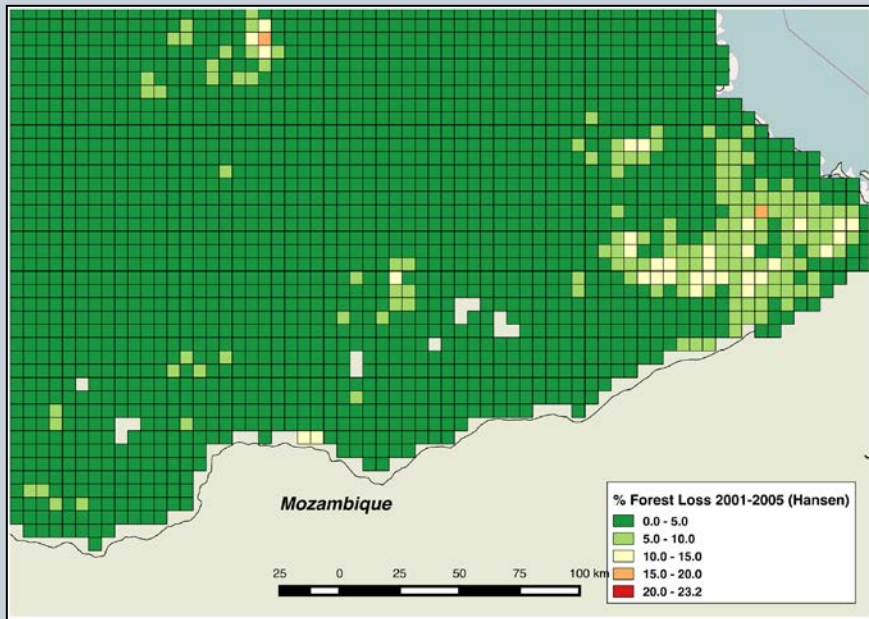 Mozambique
25 0 25 50 75 100 km
% Forest Loss 2001-2005 (Hansen)
0.0 - 5.0
5.0 - 10.0
10.0 - 15.0
15.0 - 20.0
20.0 - 23.2